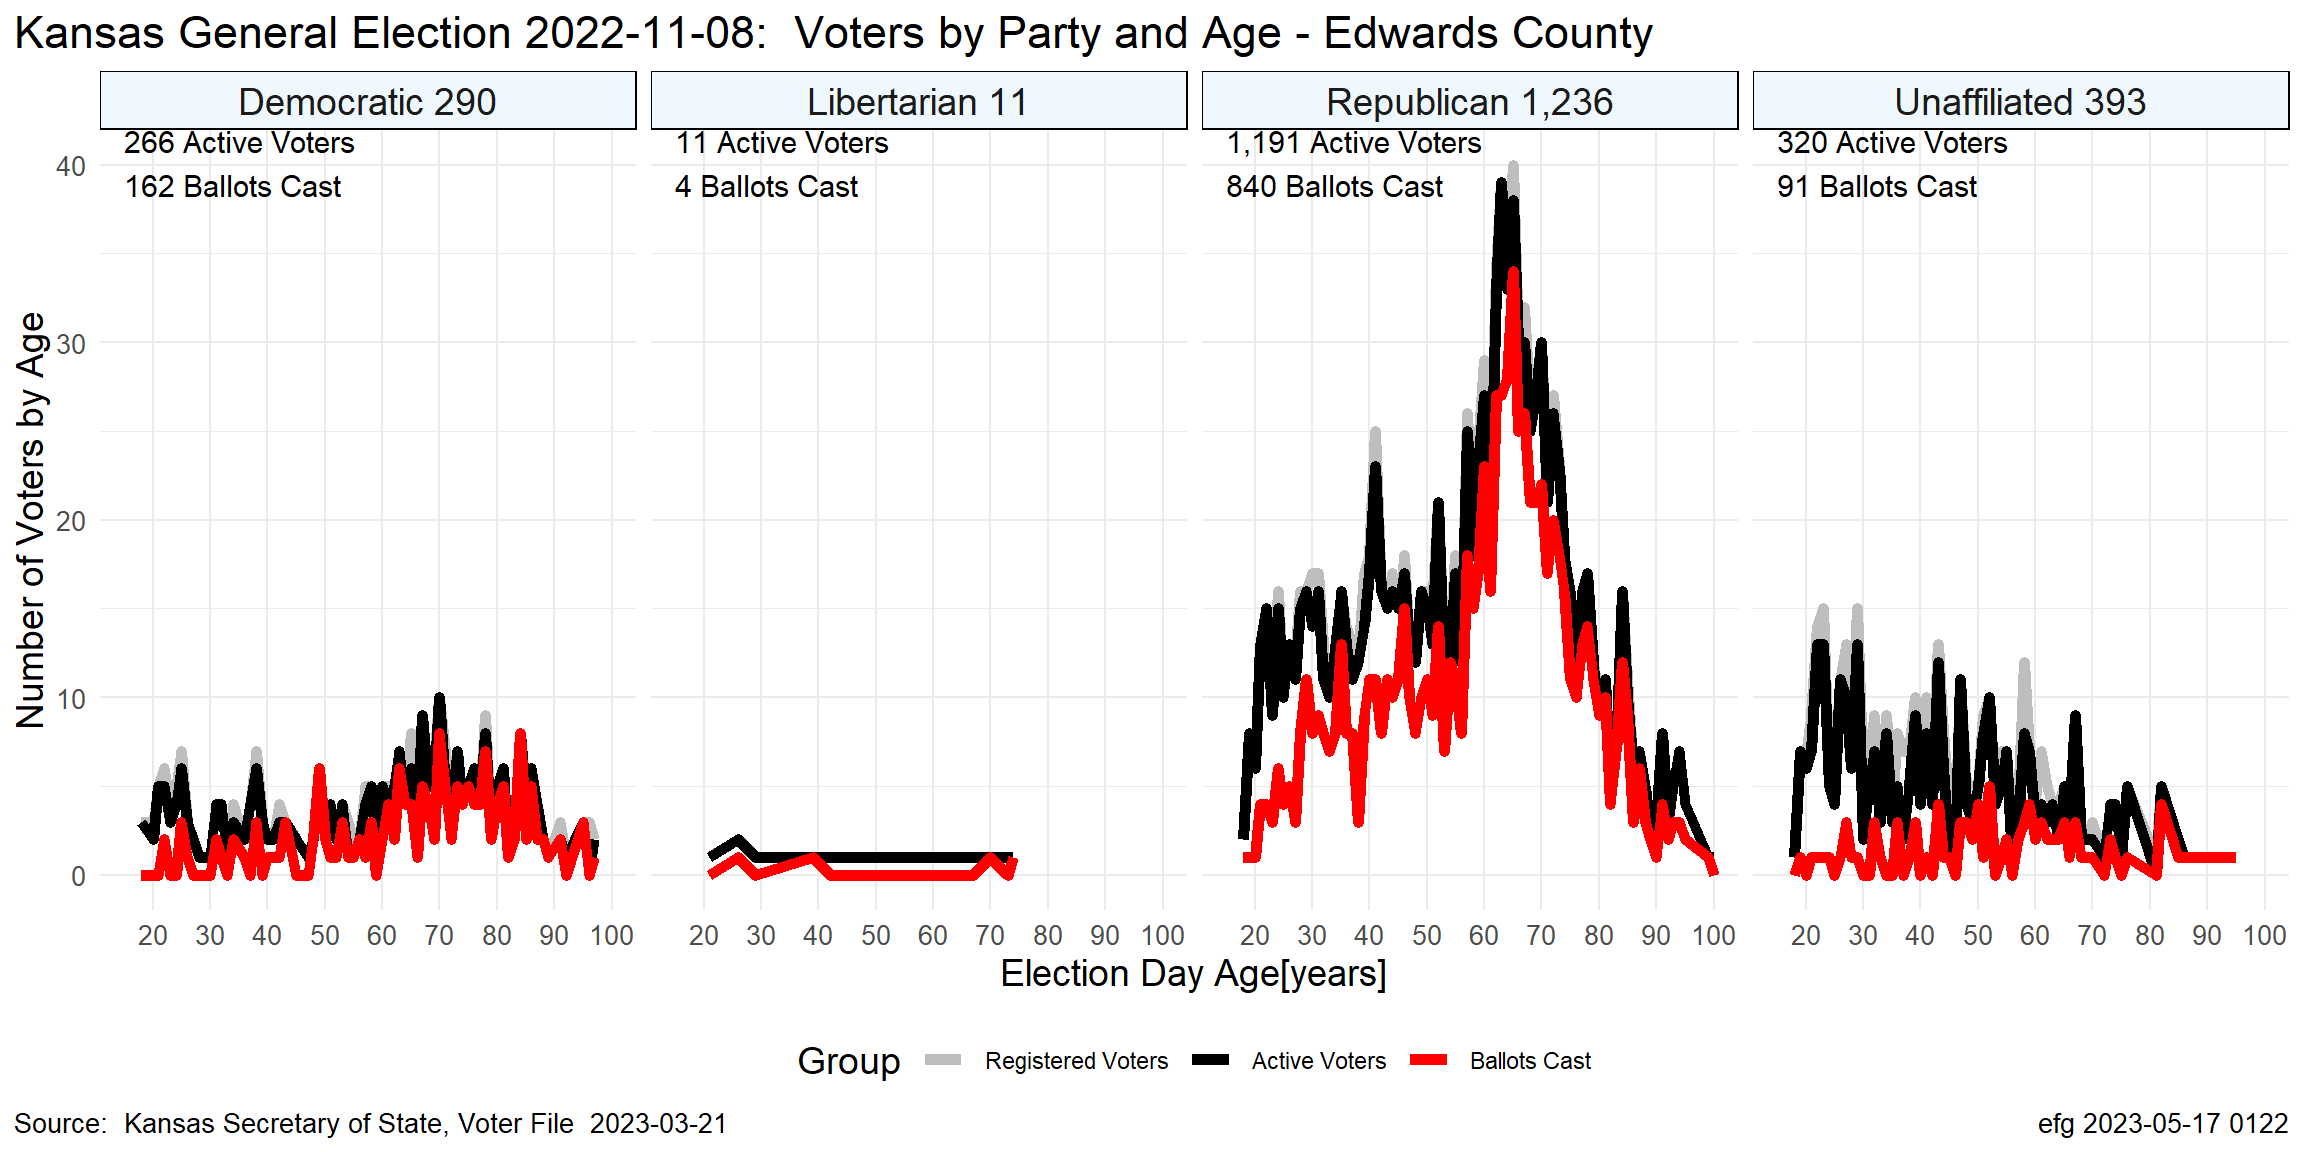 Kansas General Election 2022-11-08:  Voters by Party and Age - Edwards County
Democratic 290
Libertarian 11
Republican 1,236
Unaffiliated 393
266 Active Voters
162 Ballots Cast
11 Active Voters
4 Ballots Cast
1,191 Active Voters
840 Ballots Cast
320 Active Voters
91 Ballots Cast
Number of Voters by Age
40
30
20
10
0
20 30 40 50 60 70 80 90 100
20 30 40 50 60 70 80 90 100
20 30 40 50 60 70 80 90 100
20 30 40 50 60 70 80 90 100
Election Day Age[years]
Group Registered Voters Active Voters Ballots Cast
Source:  Kansas Secretary of State, Voter File  2023-03-21
efg 2023-05-17 0122